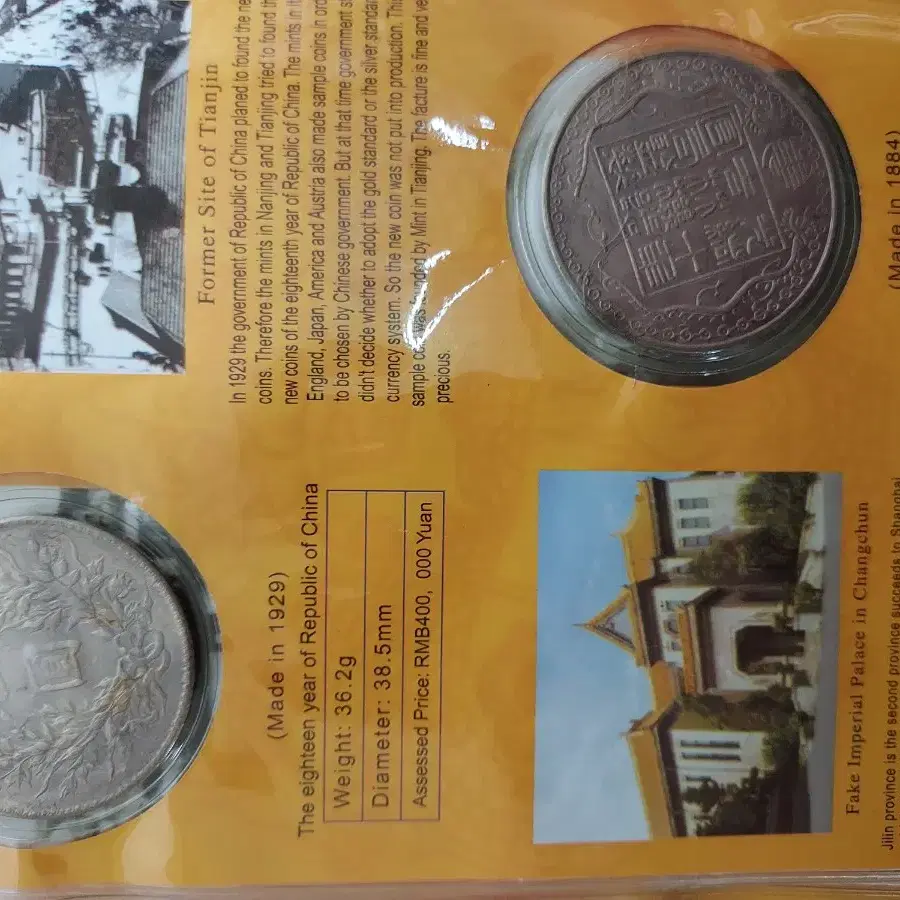 Former Site of Tianjin
In 1929 the government of Republic of China planed to found the ne
coins. Therefore the mints in Nanjing and Tianjing tried to found th
new coins of the eighteenth year of Republic of China. The mints in it
England, Japan, America and Austria also made sample coins in ord
to be chosen by Chinese government. But at that time government st
didn't decide whether to adopt the gold standard or the silver standar
currency system. So the new coin was not put into production. This
sample coin was founded by Mint in Tianjing. The facture is fine and ve
precious.
(Made in 1929)
The eighteen year of Republic of China
Weight: 36.2g
Diameter: 38.5mm
Assessed Price: RMB400, 000 Yuan
(Made in 1884)
Fake Imperial Palace in Changchun
Jilin province is the second province succeeds to Shanghai